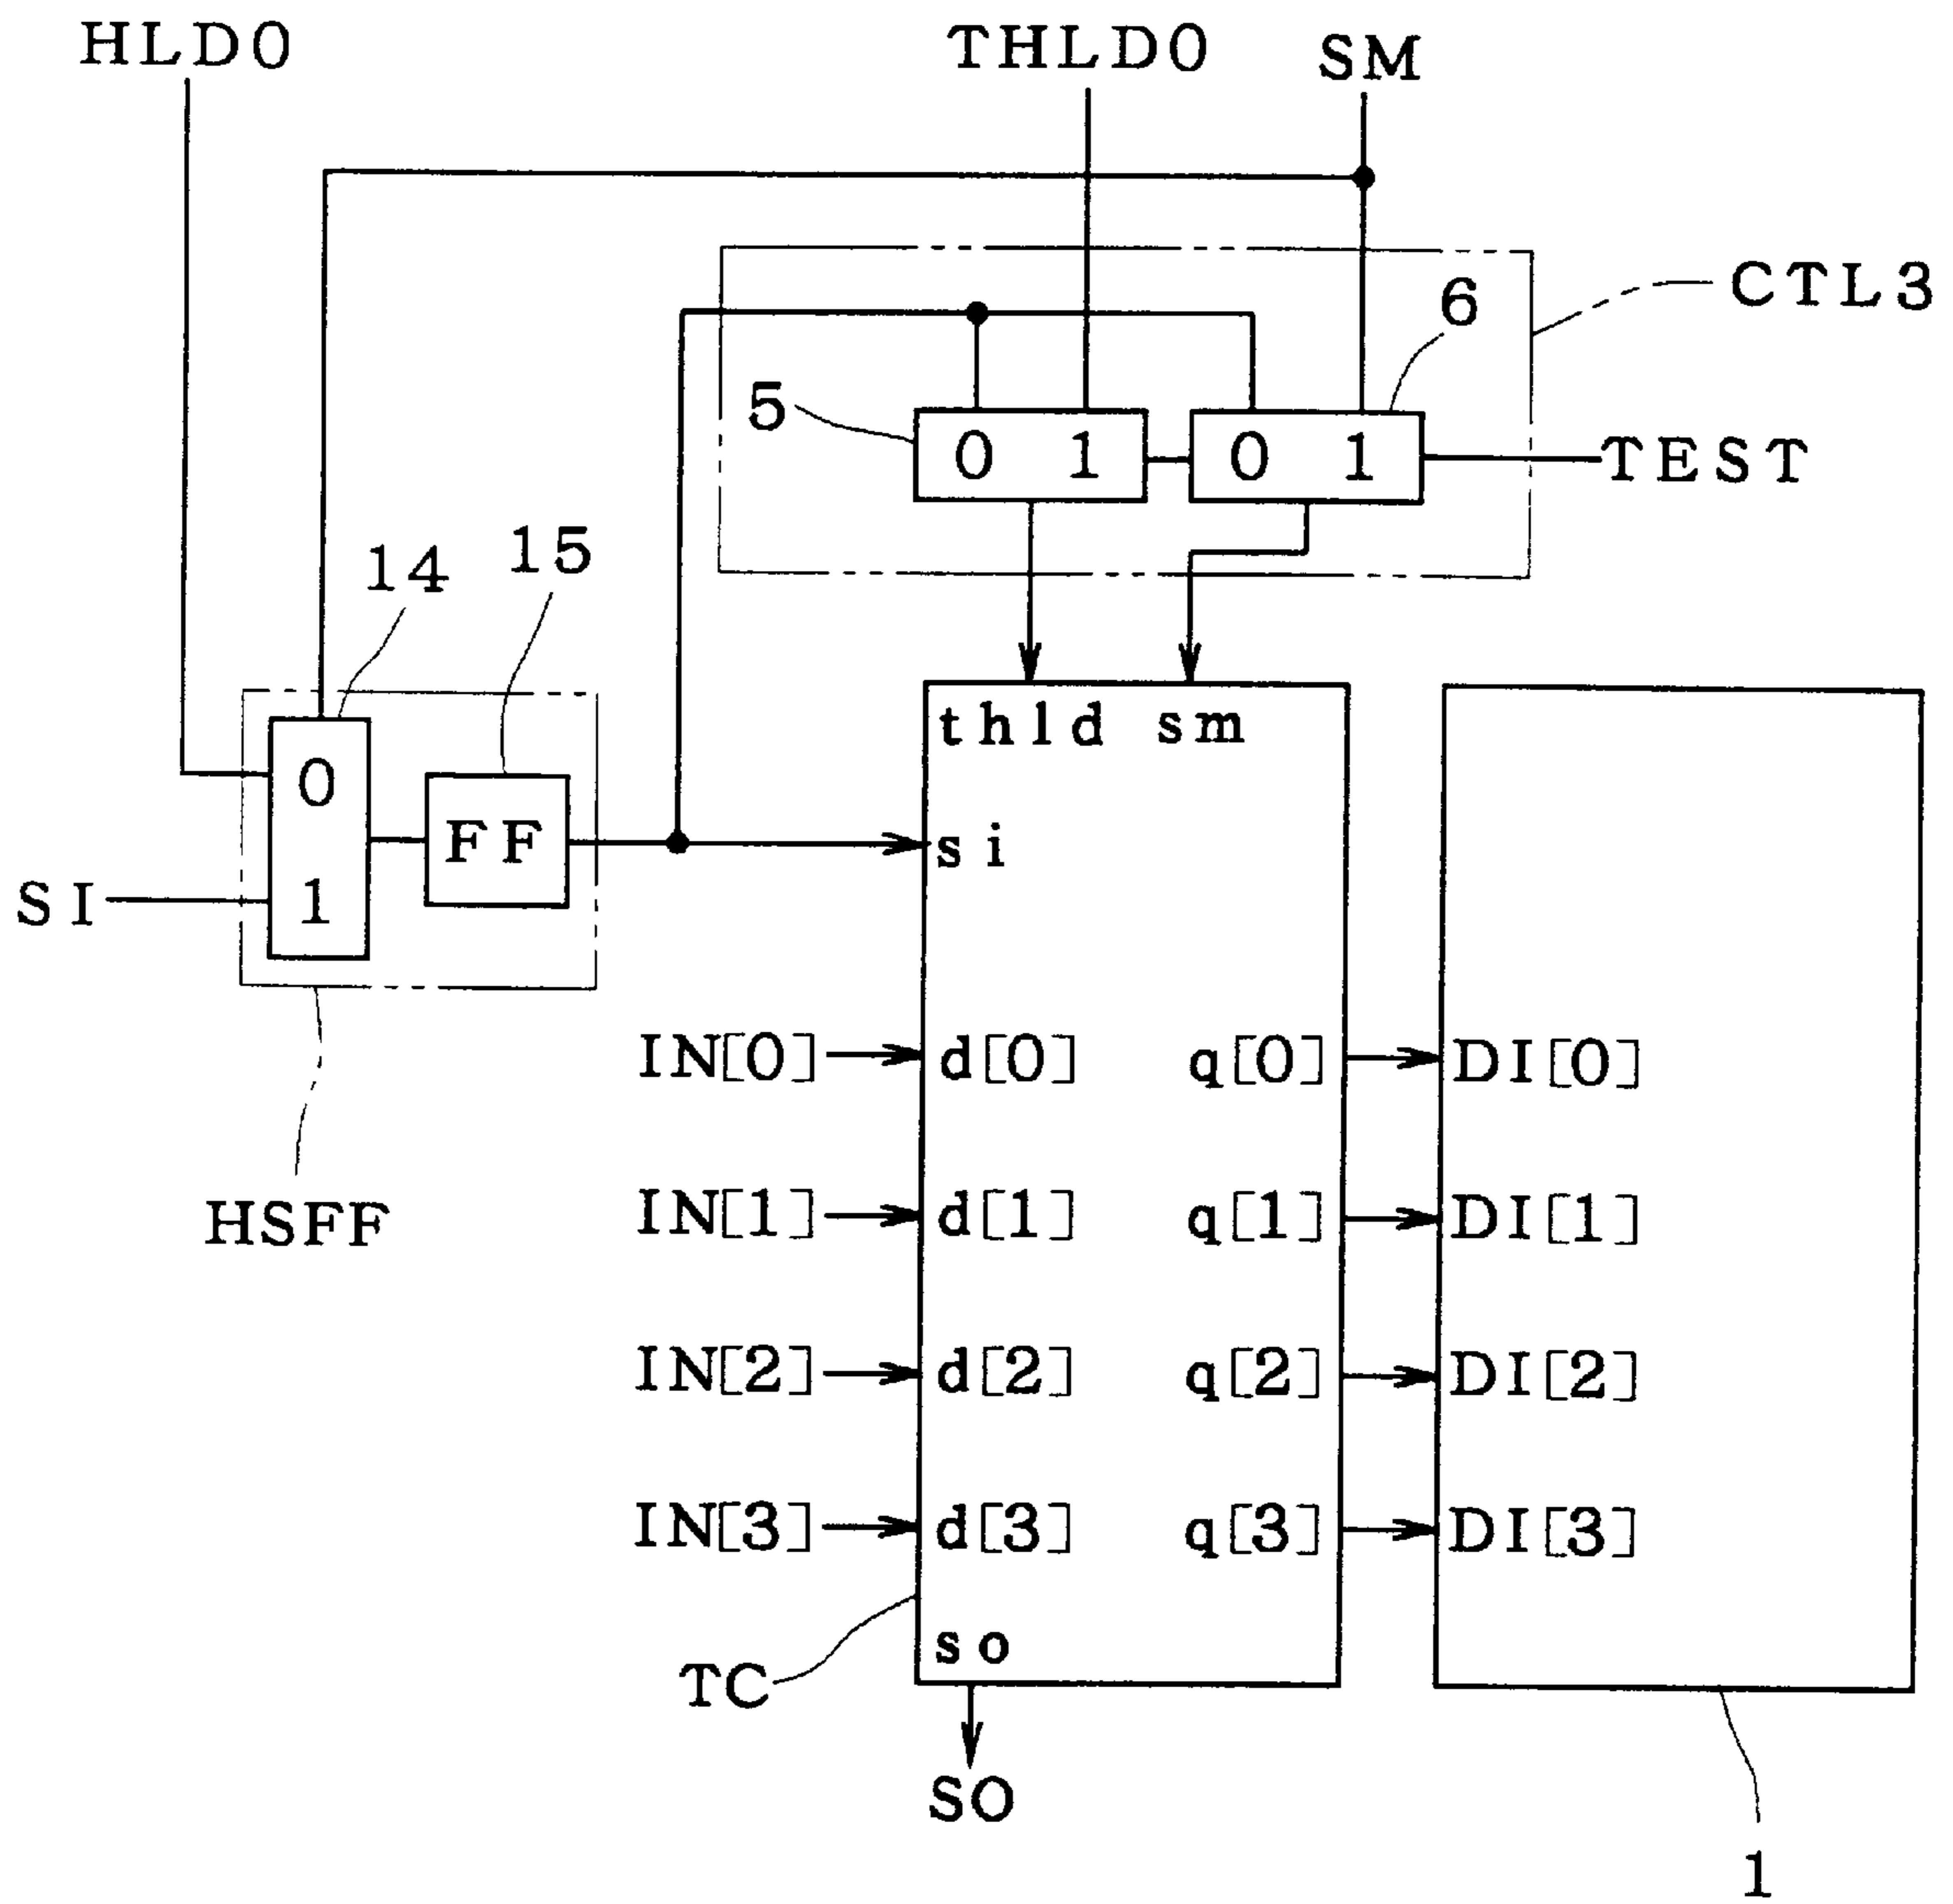 HLD0 THLD0 SM
CTL3
6
5
0 1 0 1
TEST
15
14
thld sm
0
FF
si
1
SI
IN[0] d[0] q[0] DI[0]
HSFF
IN[1] d[1] q[1] DI[1]
IN[2] d[2] q[2] DI[2]
IN[3] d[3] q[3] DI[3]
so
TC
SO
1